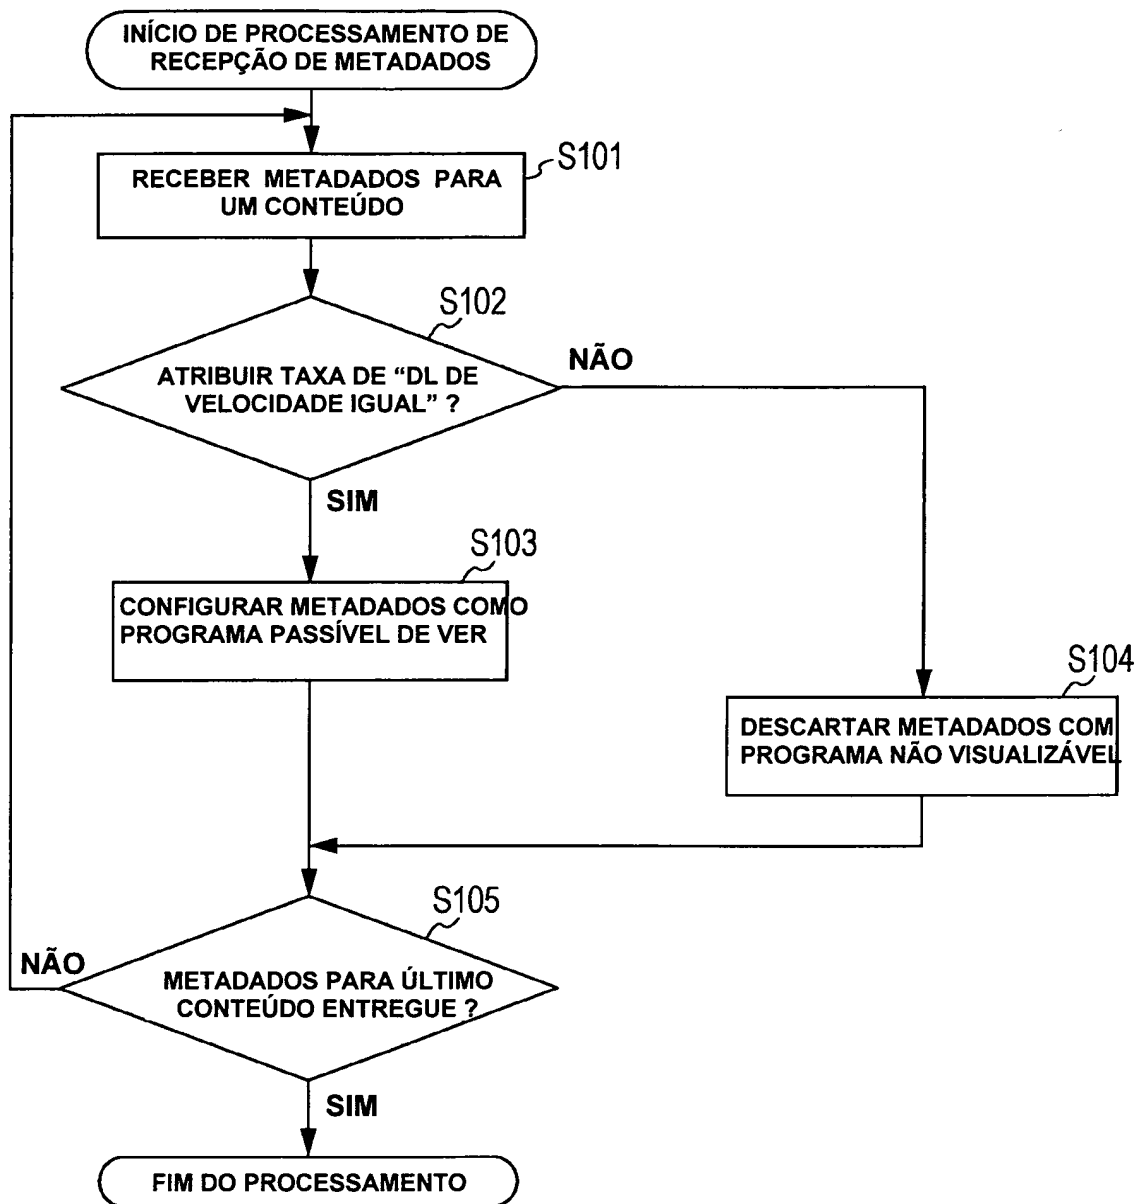 INÍCIO DE PROCESSAMENTO DE
RECEPÇÃO DE METADADOS
S101
RECEBER METADADOS PARA
UM CONTEÚDO
S102
ATRIBUIR TAXA DE “DL DE
VELOCIDADE IGUAL” ?
NÃO
SIM
S103
CONFIGURAR METADADOS COMO
PROGRAMA PASSÍVEL DE VER
S104
DESCARTAR METADADOS COM
PROGRAMA NÃO VISUALIZÁVEL
S105
NÃO
METADADOS PARA ÚLTIMO
CONTEÚDO ENTREGUE ?
SIM
FIM DO PROCESSAMENTO